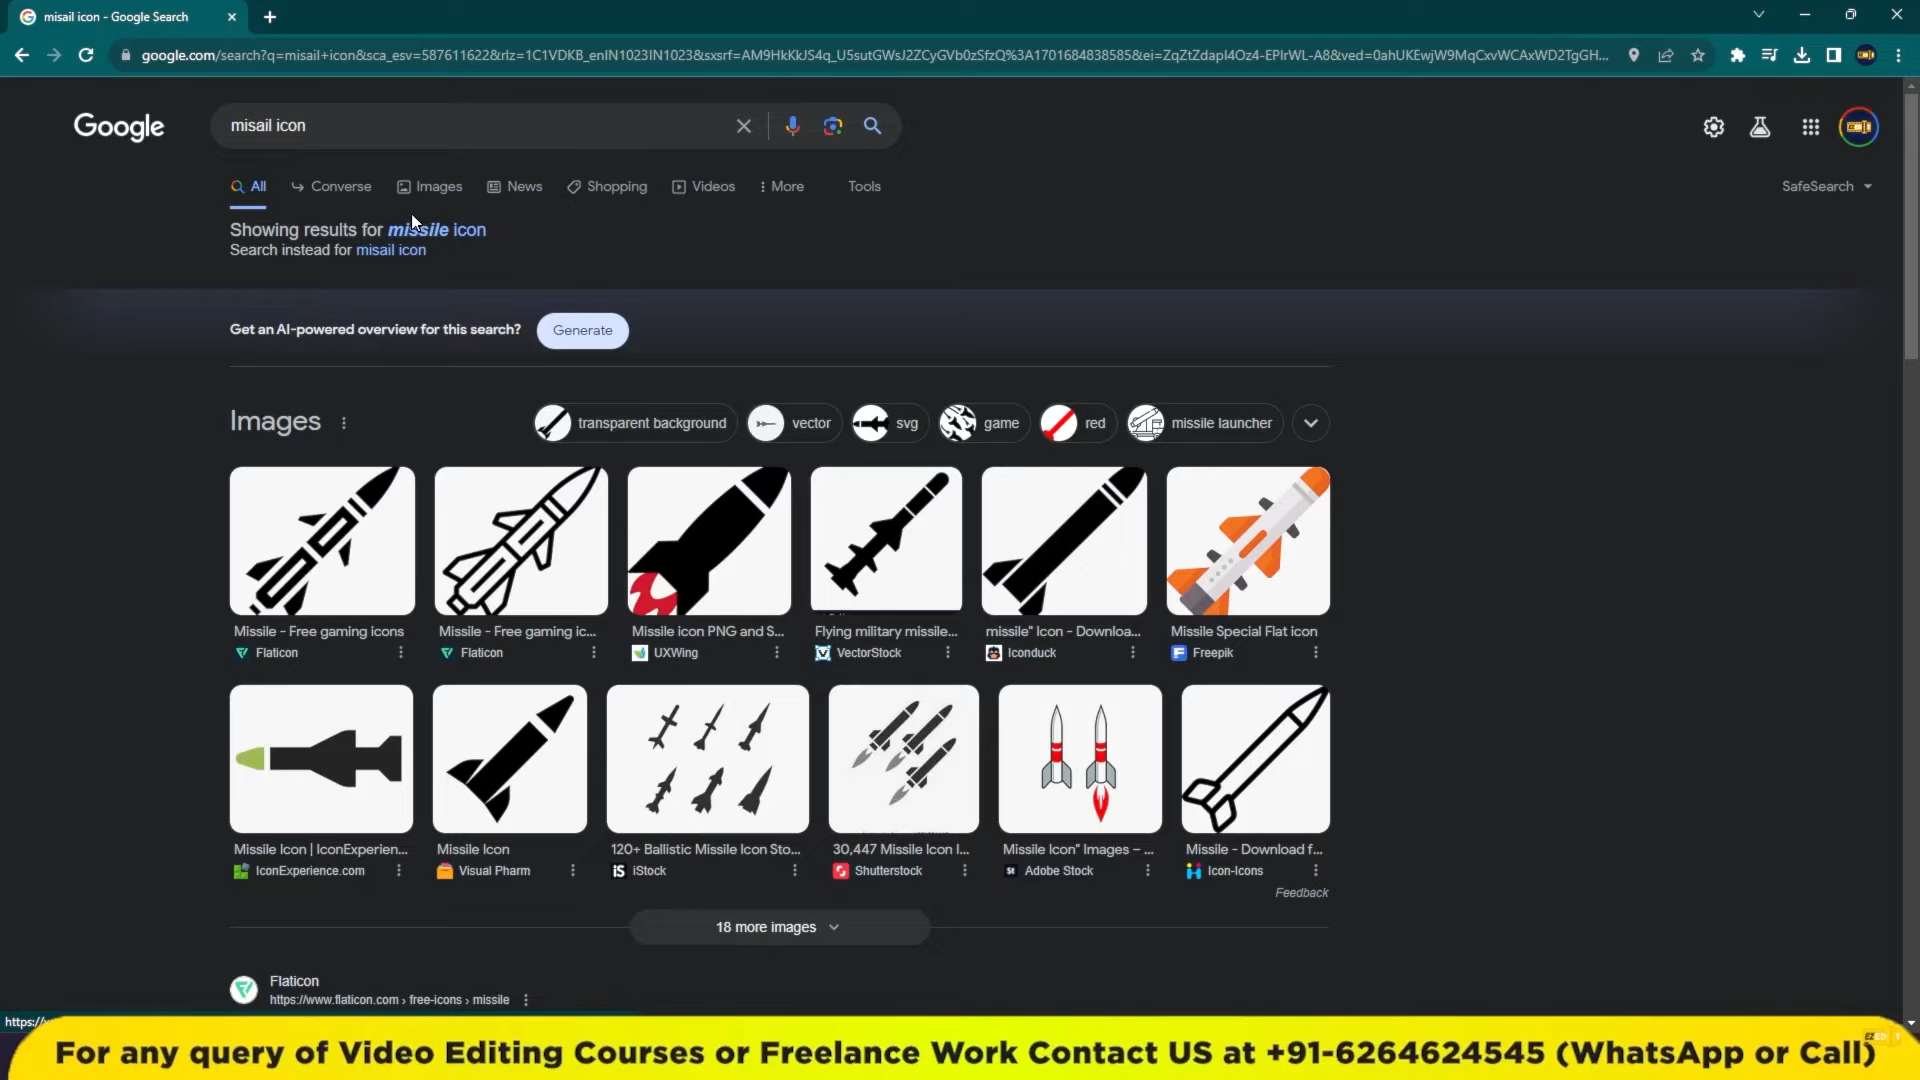 misail icon - Google Search
google.com/search?q=misail+icon&sca_esv=587611622&rlz=1C1VDKB_enIN1023IN1023&sxsrf=AM9HkKkJS4q_U5sutGWsJ2ZCyGVb0zSfzQ%3A1701684838585&ei=ZqZtZdapI4Oz4-EPIrWL-A8&ved=0ahUKEwjW9MqCxvWCAxWD2TgGH...
Google
misail icon
All
Converse
Images
News
Shopping
Videos
More
Tools
SafeSearch
Showing results for missile icon
Search instead for misail icon
Get an AI-powered overview for this search?
Generate
Images
transparent background
vector
svg
game
red
missile launcher
Missile - Free gaming icons
Missile - Free gaming ic...
Missile icon PNG and S...
Flying military missile...
missile" Icon - Downloa...
Missile Special Flat icon
Flaticon
Flaticon
UXWing
VectorStock
Iconduck
Freepik
Missile Icon | IconExperien...
Missile Icon
120+ Ballistic Missile Icon Sto...
30,447 Missile Icon I...
Missile Icon" Images – ...
Missile - Download f...
IconExperience.com
Visual Pharm
iStock
Shutterstock
Adobe Stock
Icon-Icons
Feedback
18 more images
Flaticon
https://www.flaticon.com › free-icons › missile
For any query of Video Editing Courses or Freelance Work Contact US at +91-6264624545 (WhatsApp or Call)